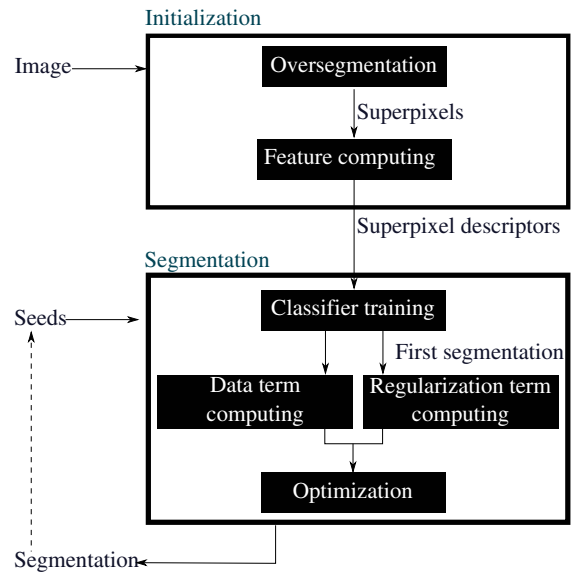 Initialization
Image
Oversegmentation
Superpixels
Feature computing
Superpixel descriptors
Segmentation
Seeds
Classifier training
First segmentation
Data term
computing
Regularization term
computing
Optimization
Segmentation